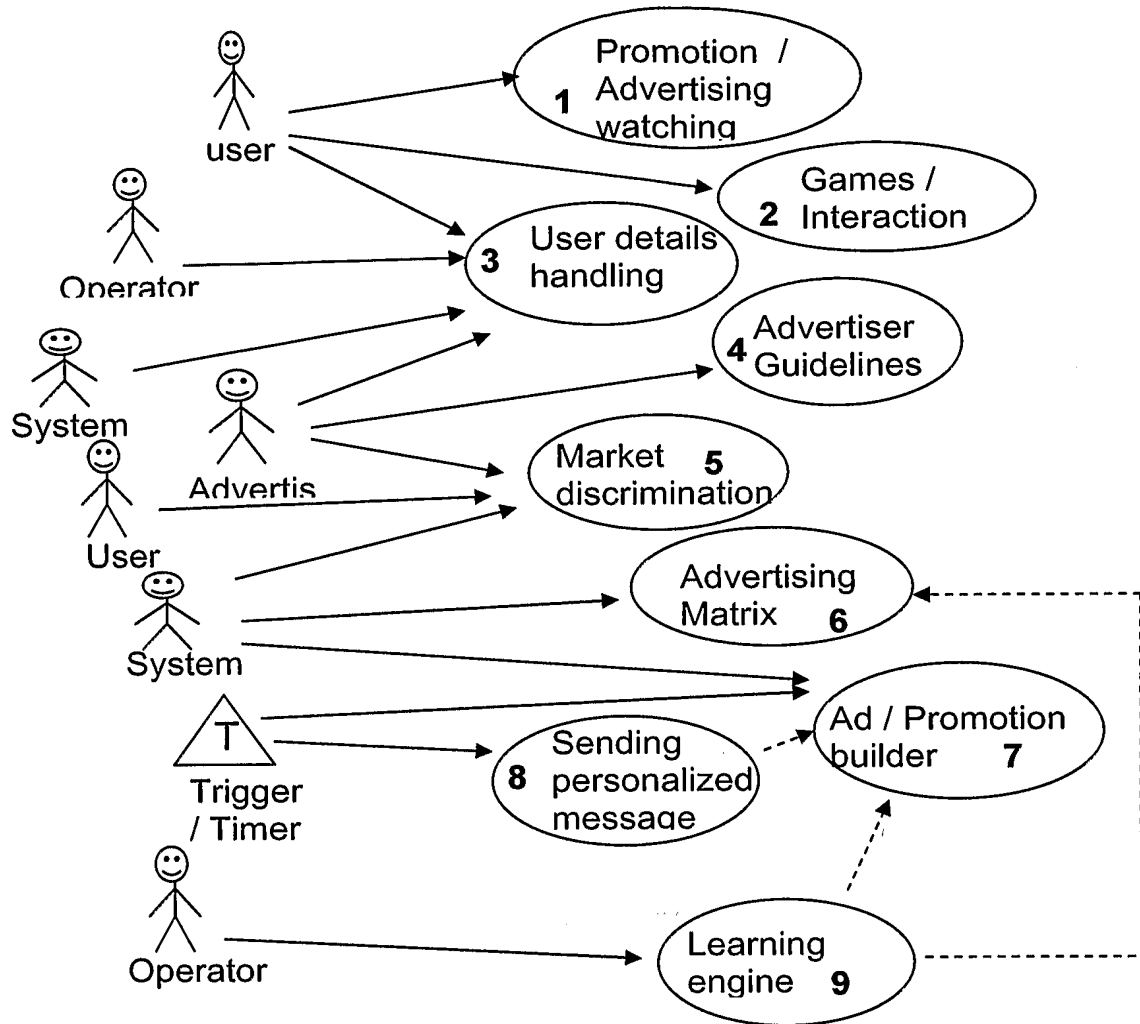 Promotion /
1 Advertising
watching
user
Games /
2 Interaction
3 User details
handling
Operator
4 Advertiser
Guidelines
System
Advertis
Market 5
discrimination
User
Advertising
Matrix 6
System
T
Ad / Promotion
builder 7
Sending
8 personalized
message
Trigger
/ Timer
Operator
Learning
engine 9